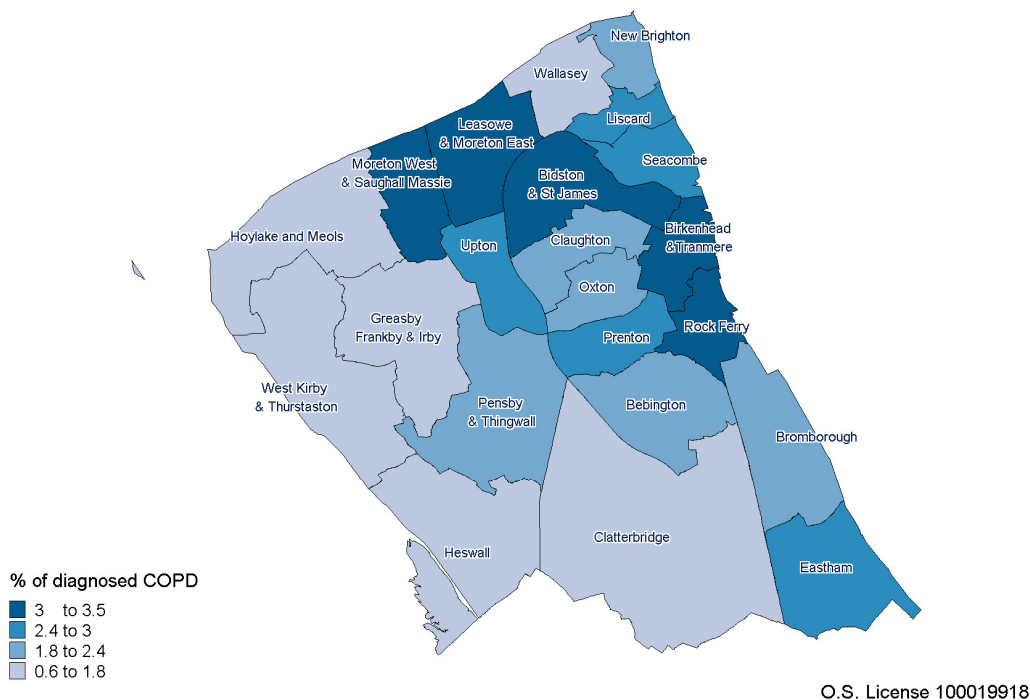 New Brighton
Wallasey
Liscard
Leasowe
& Moreton East
Seacombe
Moreton West
& Saughall Massie
Bidston
& St James
Birkenhead
&Tranmere
Hoylake and Meols
Upton
Claughton
Oxton
Greasby
Frankby & Irby
Rock Ferry
Prenton
West Kirby
& Thurstaston
Pensby
& Thingwall
Bebington
Bromborough
Clatterbridge
Heswall
Eastham
% of diagnosed COPD
3 to 3.5
2.4 to 3
1.8 to 2.4
0.6 to 1.8
O.S. License 100019918